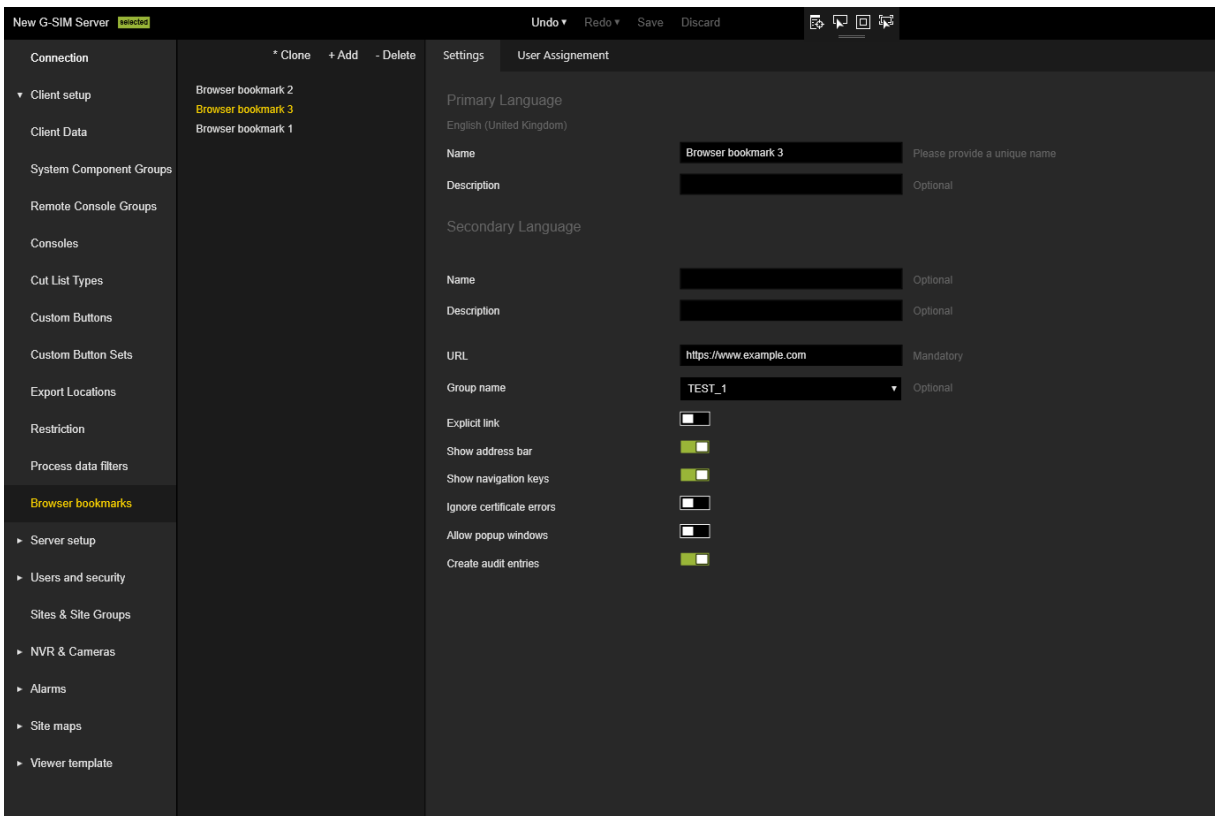 New G-SIM Server selected
Undo ▾ Redo ▾ Save Discard
Connection
▾ Client setup
Client Data
System Component Groups
Remote Console Groups
Consoles
Cut List Types
Custom Buttons
Custom Button Sets
Export Locations
Restriction
Process data filters
Browser bookmarks
▸ Server setup
▸ Users and security
Sites & Site Groups
▸ NVR & Cameras
▸ Alarms
▸ Site maps
▸ Viewer template
* Clone + Add - Delete
Browser bookmark 2
Browser bookmark 3
Browser bookmark 1
Settings User Assignement
Primary Language
English (United Kingdom)
Name Browser bookmark 3 Please provide a unique name
Description Optional
Secondary Language
Name Optional
Description Optional
URL https://www.example.com Mandatory
Group name TEST_1 ▾ Optional
Explicit link
Show address bar
Show navigation keys
Ignore certificate errors
Allow popup windows
Create audit entries